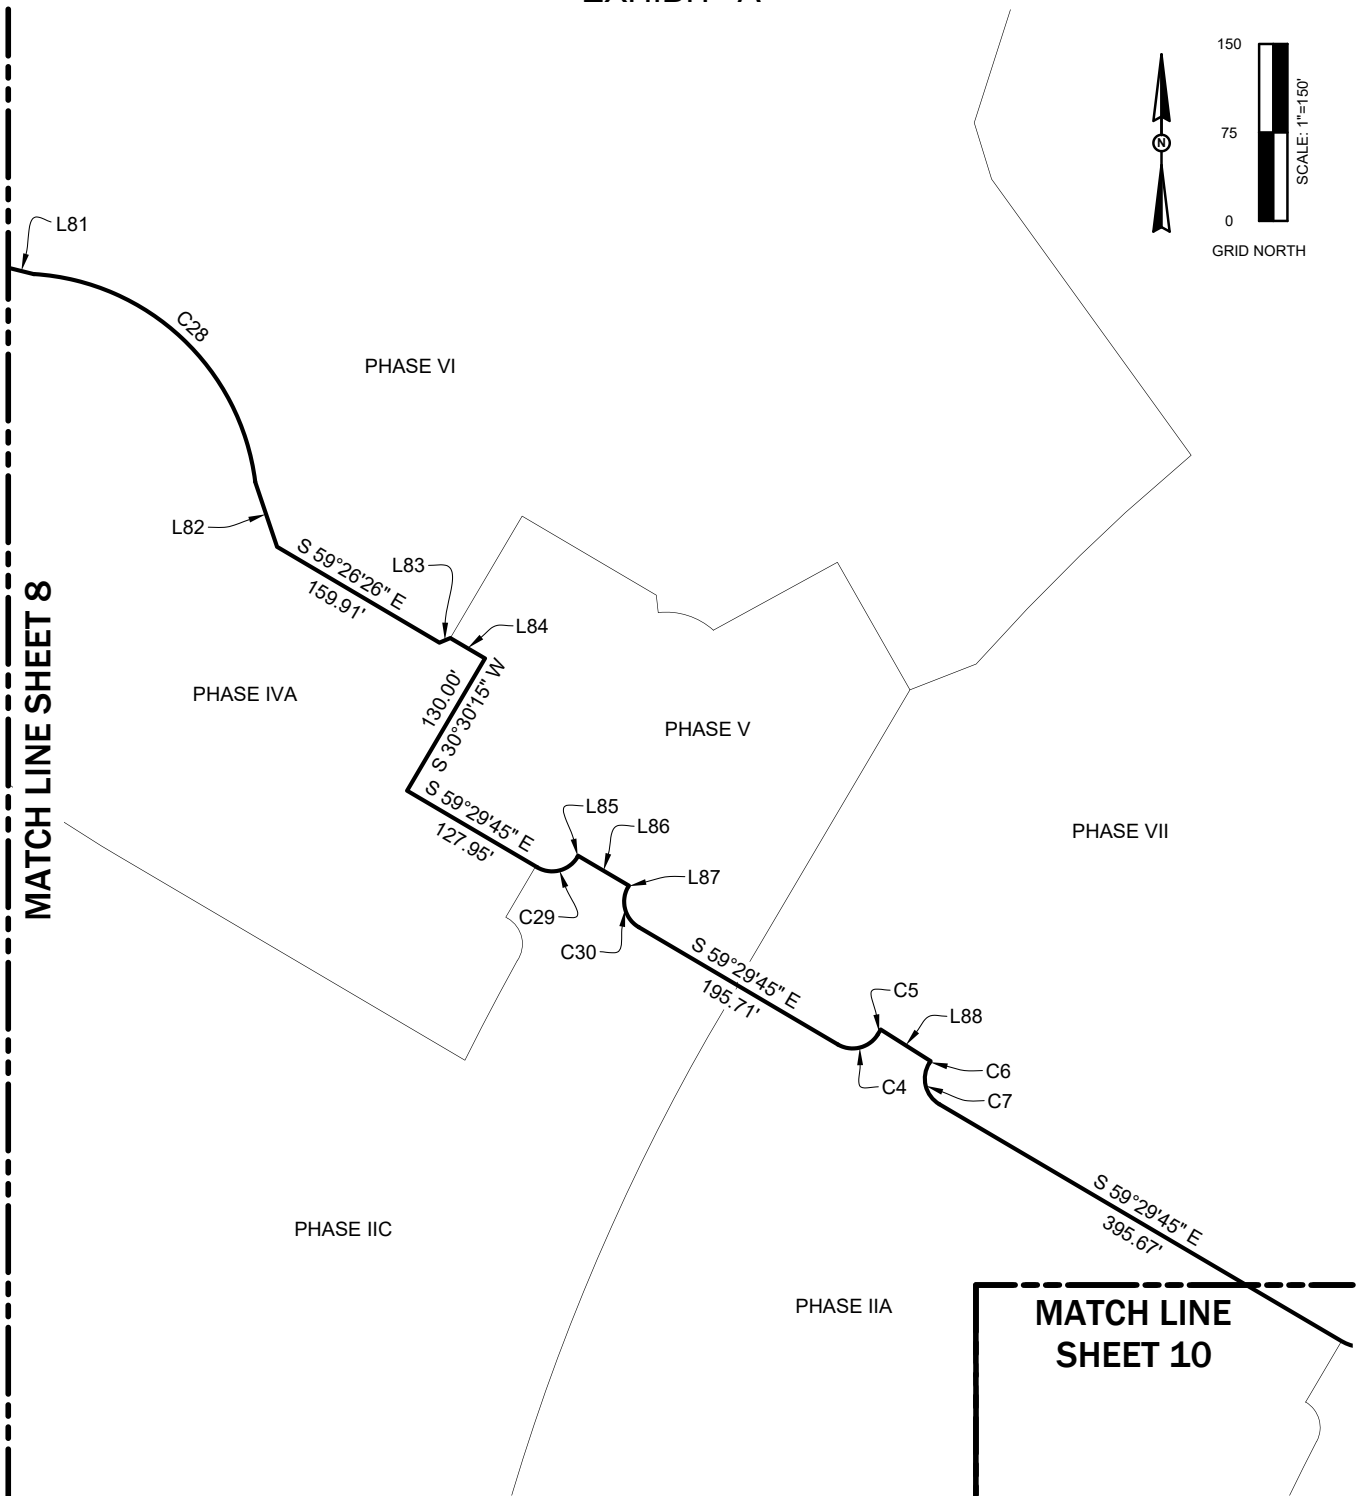 150
75
0
SCALE: 1"=150'
N
GRID NORTH
L81
C28
PHASE VI
L82
S 59°26'26" E
159.91'
L83
L84
MATCH LINE SHEET 8
PHASE IVA
130.00'
S 30°30'15" W
PHASE V
S 59°29'45" E
127.95'
L85
L86
L87
PHASE VII
C29
C30
S 59°29'45" E
195.71'
C5
L88
C4
C6
C7
S 59°29'45" E
395.67'
PHASE IIC
PHASE IIA
MATCH LINE
SHEET 10